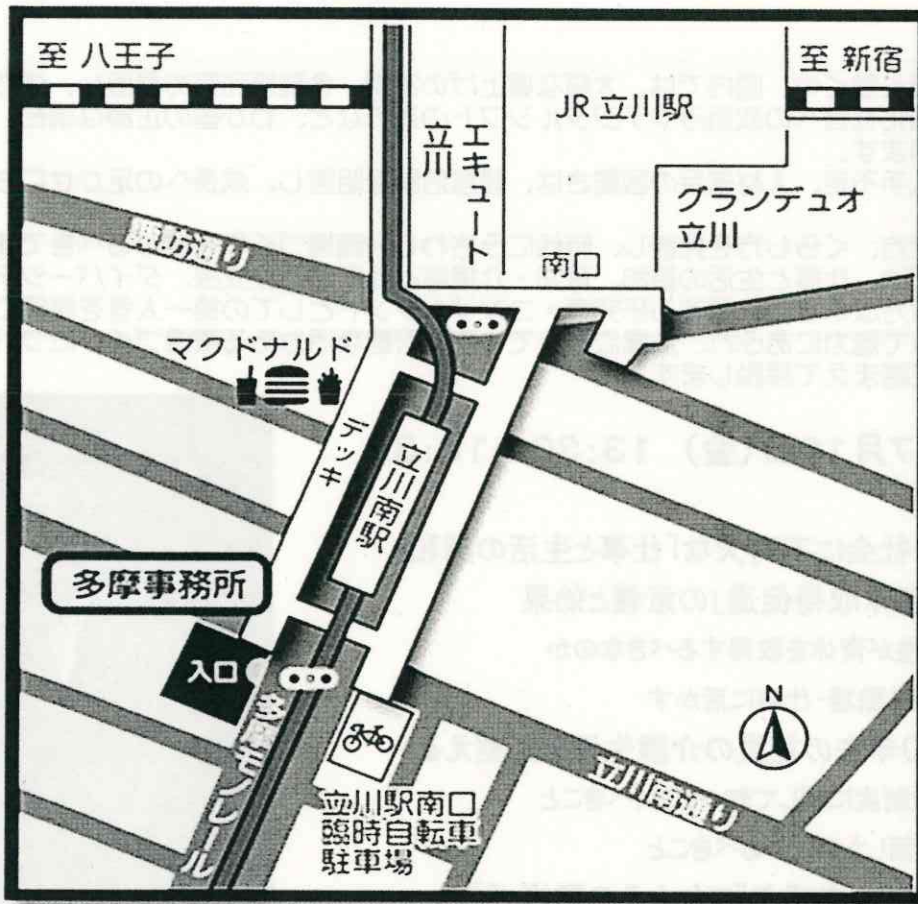 至 八王子
至 新宿
JR 立川駅
エキュート
立川
グランデュオ
立川
南口
諏訪通り
マクドナルド
デッキ
立川南駅
多摩事務所
入口
N
多摩モノレール
立川南通り
立川駅南口
臨時自転車
駐車場